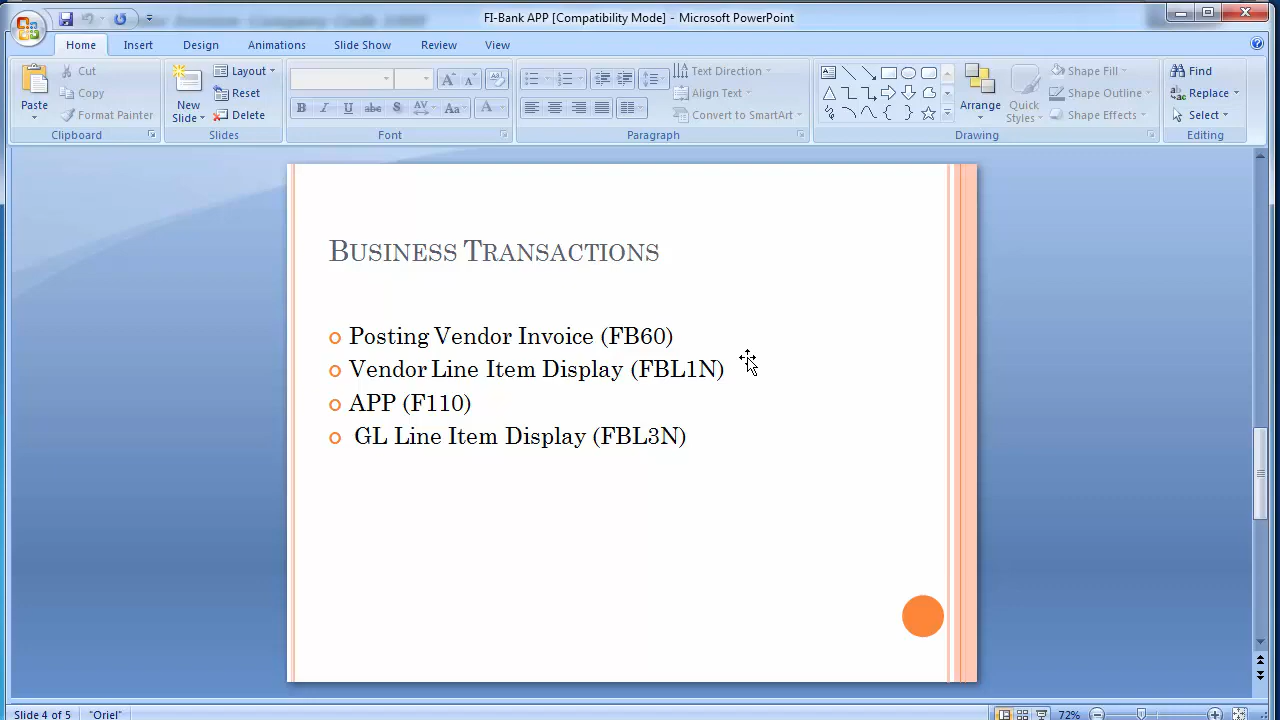 FI-Bank APP [Compatibility Mode] - Microsoft PowerPoint
Home Insert Design Animations Slide Show Review View
Paste
Cut
Copy
Format Painter
Clipboard
New Slide
Layout
Reset
Delete
Slides
B I U abc S AV Aa A
Font
Text Direction
Align Text
Convert to SmartArt
Paragraph
Arrange
Quick Styles
Shape Fill
Shape Outline
Shape Effects
Drawing
Find
Replace
Select
Editing
BUSINESS TRANSACTIONS
Posting Vendor Invoice (FB60)
Vendor Line Item Display (FBL1N)
APP (F110)
GL Line Item Display (FBL3N)
Slide 4 of 5 "Oriel" 72%